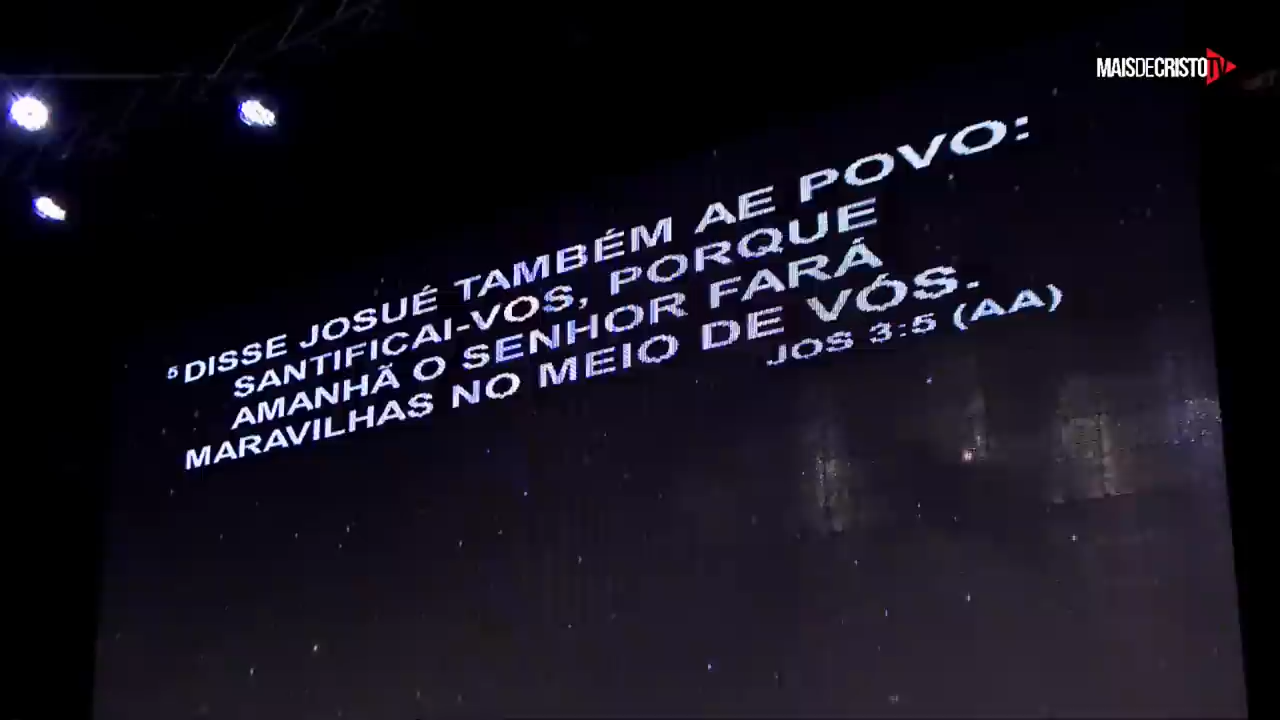 MAISDECRISTOTV
5 DISSE JOSUÉ TAMBÉM AE POVO:
SANTIFICAI-VOS, PORQUE
AMANHÃ O SENHOR FARÁ
MARAVILHAS NO MEIO DE VÓS.
JOS 3:5 (AA)